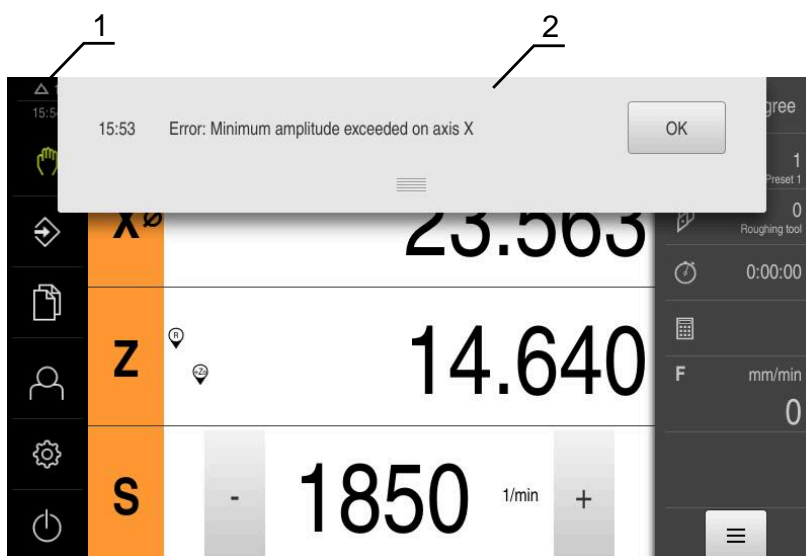 1
2
15:53 Error: Minimum amplitude exceeded on axis X OK
gree
1
Preset 1
X Ø 23.563
0
Roughing tool
0:00:00
Z R 14.640
F mm/min
0
S - 1850 1/min +